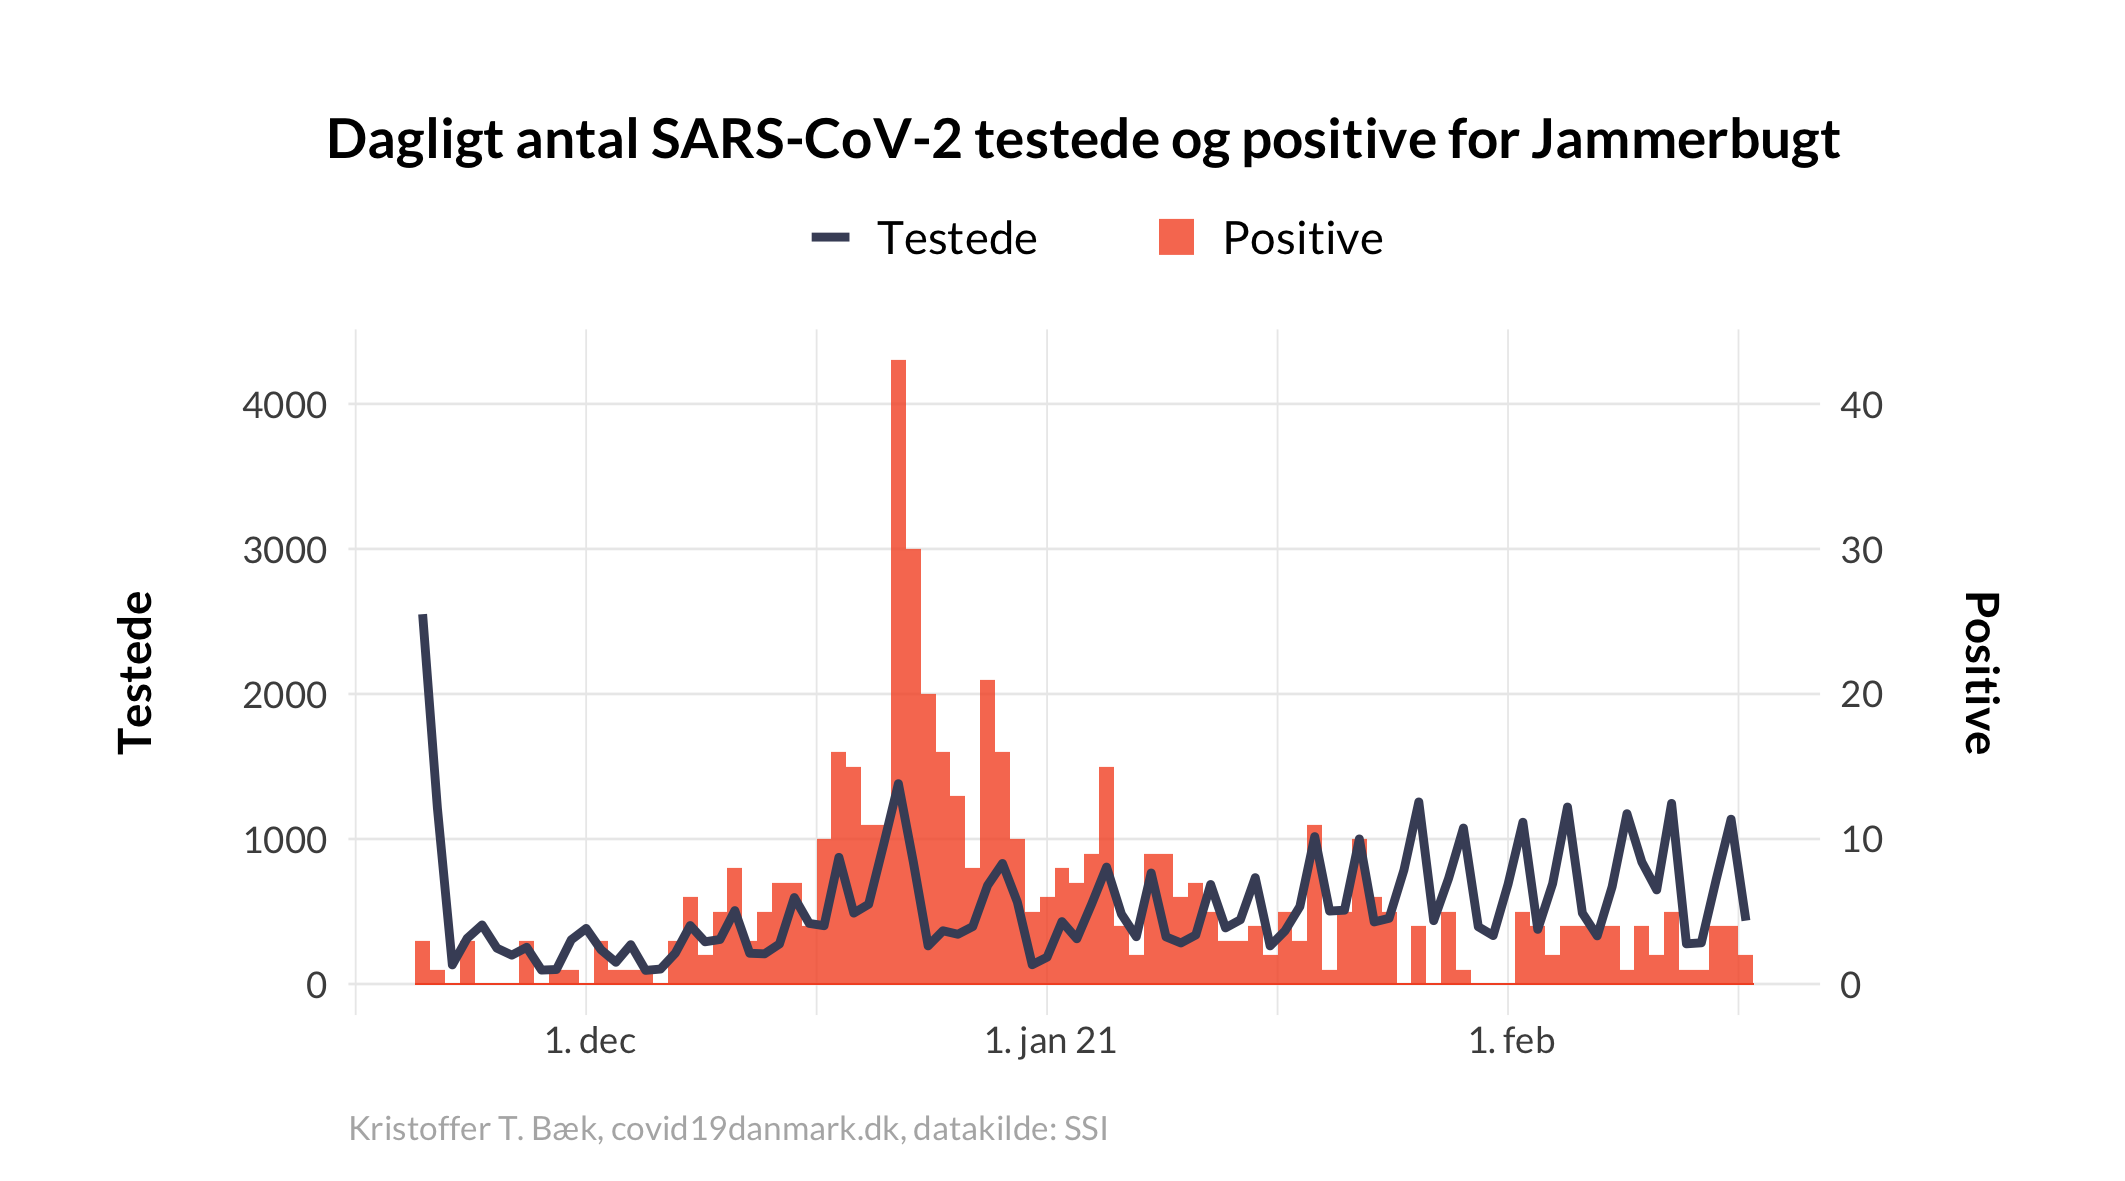 Dagligt antal SARS-CoV-2 testede og positive for Jammerbugt
Testede
Positive
Testede
4000
3000
2000
1000
0
40
30
20
10
0
Positive
1. dec
1. jan 21
1. feb
Kristoffer T. Bæk, covid19danmark.dk, datakilde: SSI